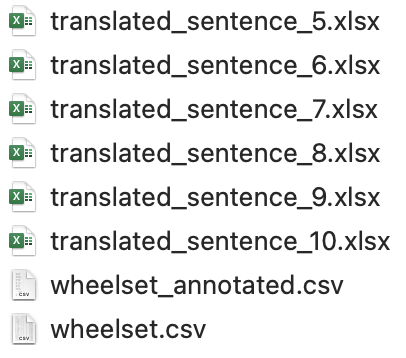 translated_sentence_5.xlsx
translated_sentence_6.xlsx
translated_sentence_7.xlsx
translated_sentence_8.xlsx
translated_sentence_9.xlsx
translated_sentence_10.xlsx
wheelset_annotated.csv
wheelset.csv